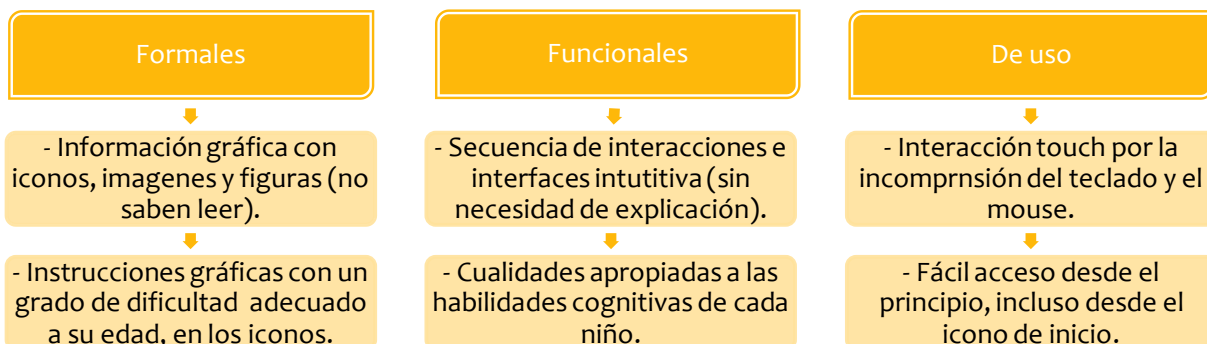 Formales
- Información gráfica con
iconos, imagenes y figuras (no
saben leer).
- Instrucciones gráficas con un
grado de dificultad adecuado
a su edad, en los iconos.
Funcionales
- Secuencia de interacciones e
interfaces intutitiva (sin
necesidad de explicación).
- Cualidades apropiadas a las
habilidades cognitivas de cada
niño.
De uso
- Interacción touch por la
incomprnsión del teclado y el
mouse.
- Fácil acceso desde el
principio, incluso desde el
icono de inicio.